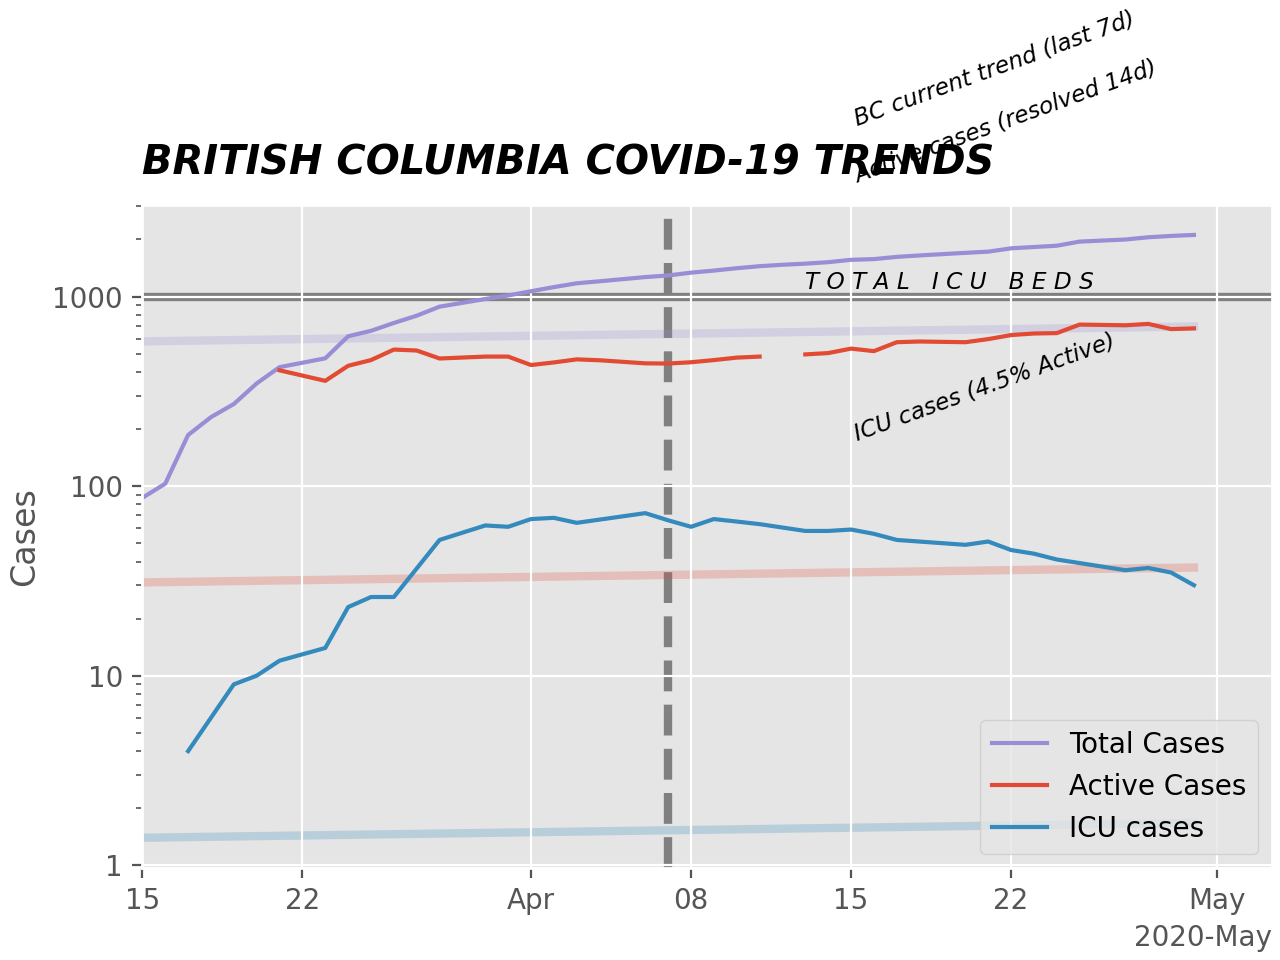 BC current trend (last 7d)
Active cases (resolved 14d)
BRITISH COLUMBIA COVID-19 TRENDS
TOTAL ICU BEDS
ICU cases (4.5% Active)
Cases
1000
100
10
1
Total Cases
Active Cases
ICU cases
15 22 Apr 08 15 22 May
2020-May